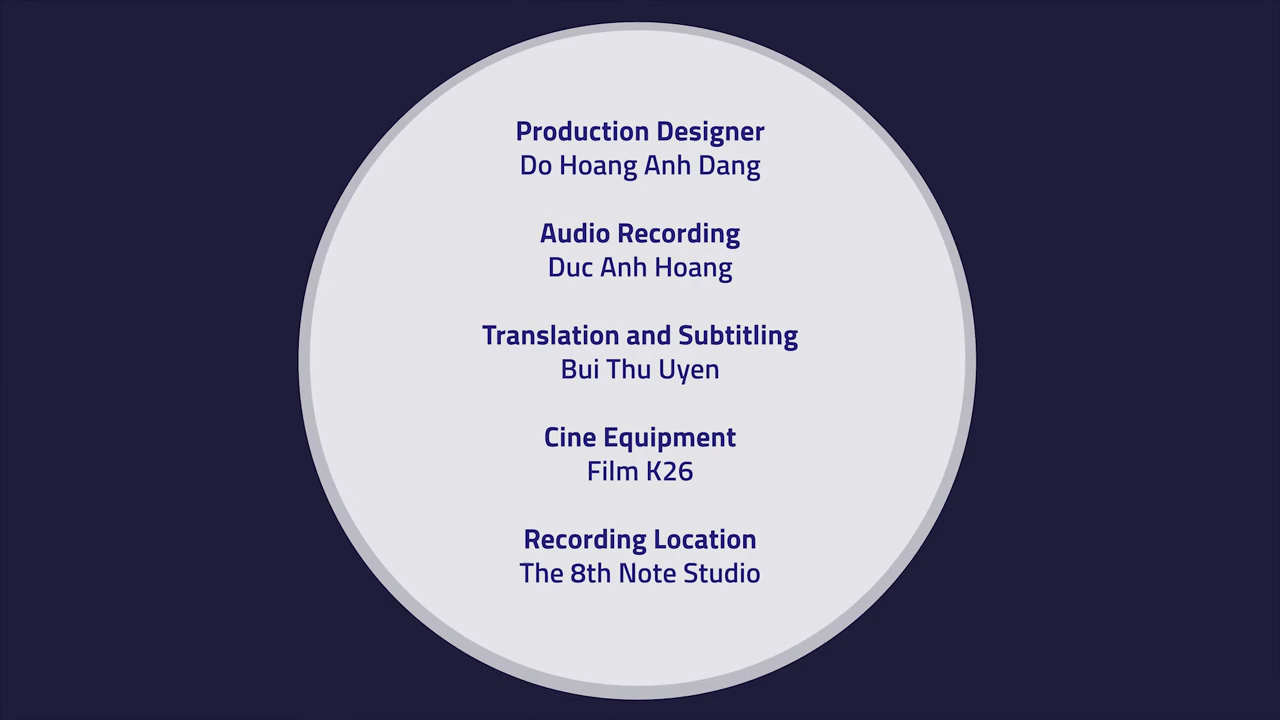 Production Designer
Do Hoang Anh Dang
Audio Recording
Duc Anh Hoang
Translation and Subtitling
Bui Thu Uyen
Cine Equipment
Film K26
Recording Location
The 8th Note Studio